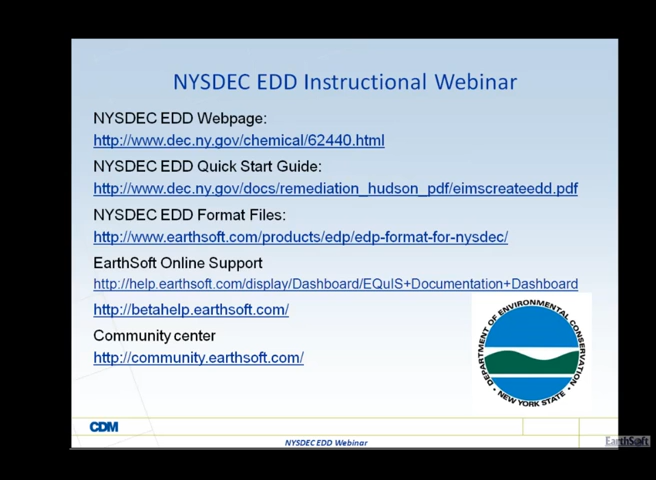 NYSDEC EDD Instructional Webinar
NYSDEC EDD Webpage:
http://www.dec.ny.gov/chemical/62440.html
NYSDEC EDD Quick Start Guide:
http://www.dec.ny.gov/docs/remediation_hudson_pdf/eimscreateedd.pdf
NYSDEC EDD Format Files:
http://www.earthsoft.com/products/edp/edp-format-for-nysdec/
EarthSoft Online Support
http://help.earthsoft.com/display/Dashboard/EQuIS+Documentation+Dashboard
http://betahelp.earthsoft.com/
Community center
http://community.earthsoft.com/
DEPARTMENT OF ENVIRONMENTAL CONSERVATION
• NEW YORK STATE •
CDM
NYSDEC EDD Webinar
EarthSoft